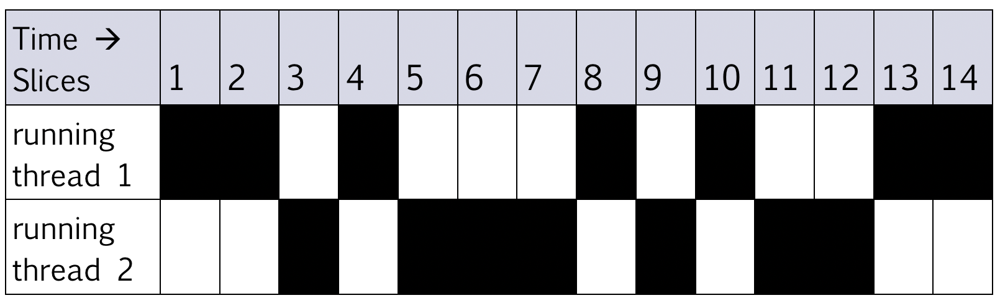 Time →
Slices 1 2 3 4 5 6 7 8 9 10 11 12 13 14
running
thread 1
running
thread 2